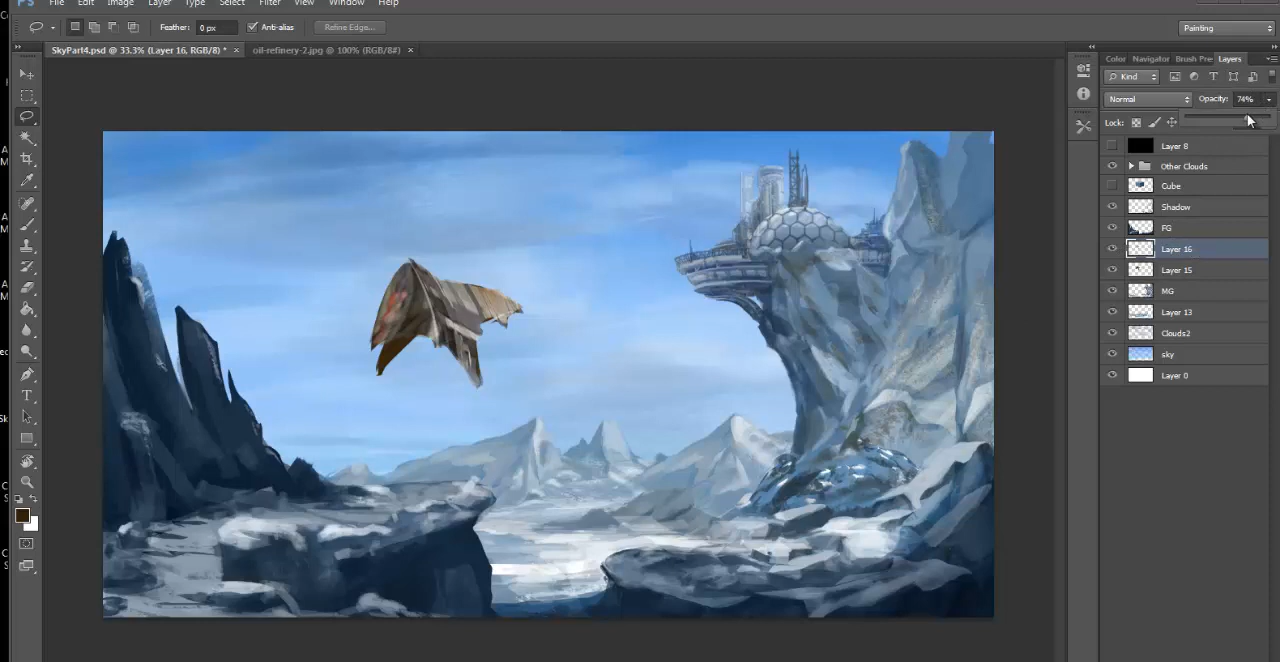 File Edit Image Layer Type Select Filter View Window Help
Feather: 0 px Anti-alias Refine Edge... Painting
SkyPart4.psd @ 33.3% (Layer 16, RGB/8) * × oil-refinery-2.jpg @ 100% (RGB/8#) ×
Color Navigator Brush Pre Layers
Kind
Normal Opacity: 74%
Lock:
Layer 8
Other Clouds
Cube
Shadow
FG
Layer 16
Layer 15
MG
Layer 13
Clouds2
sky
Layer 0